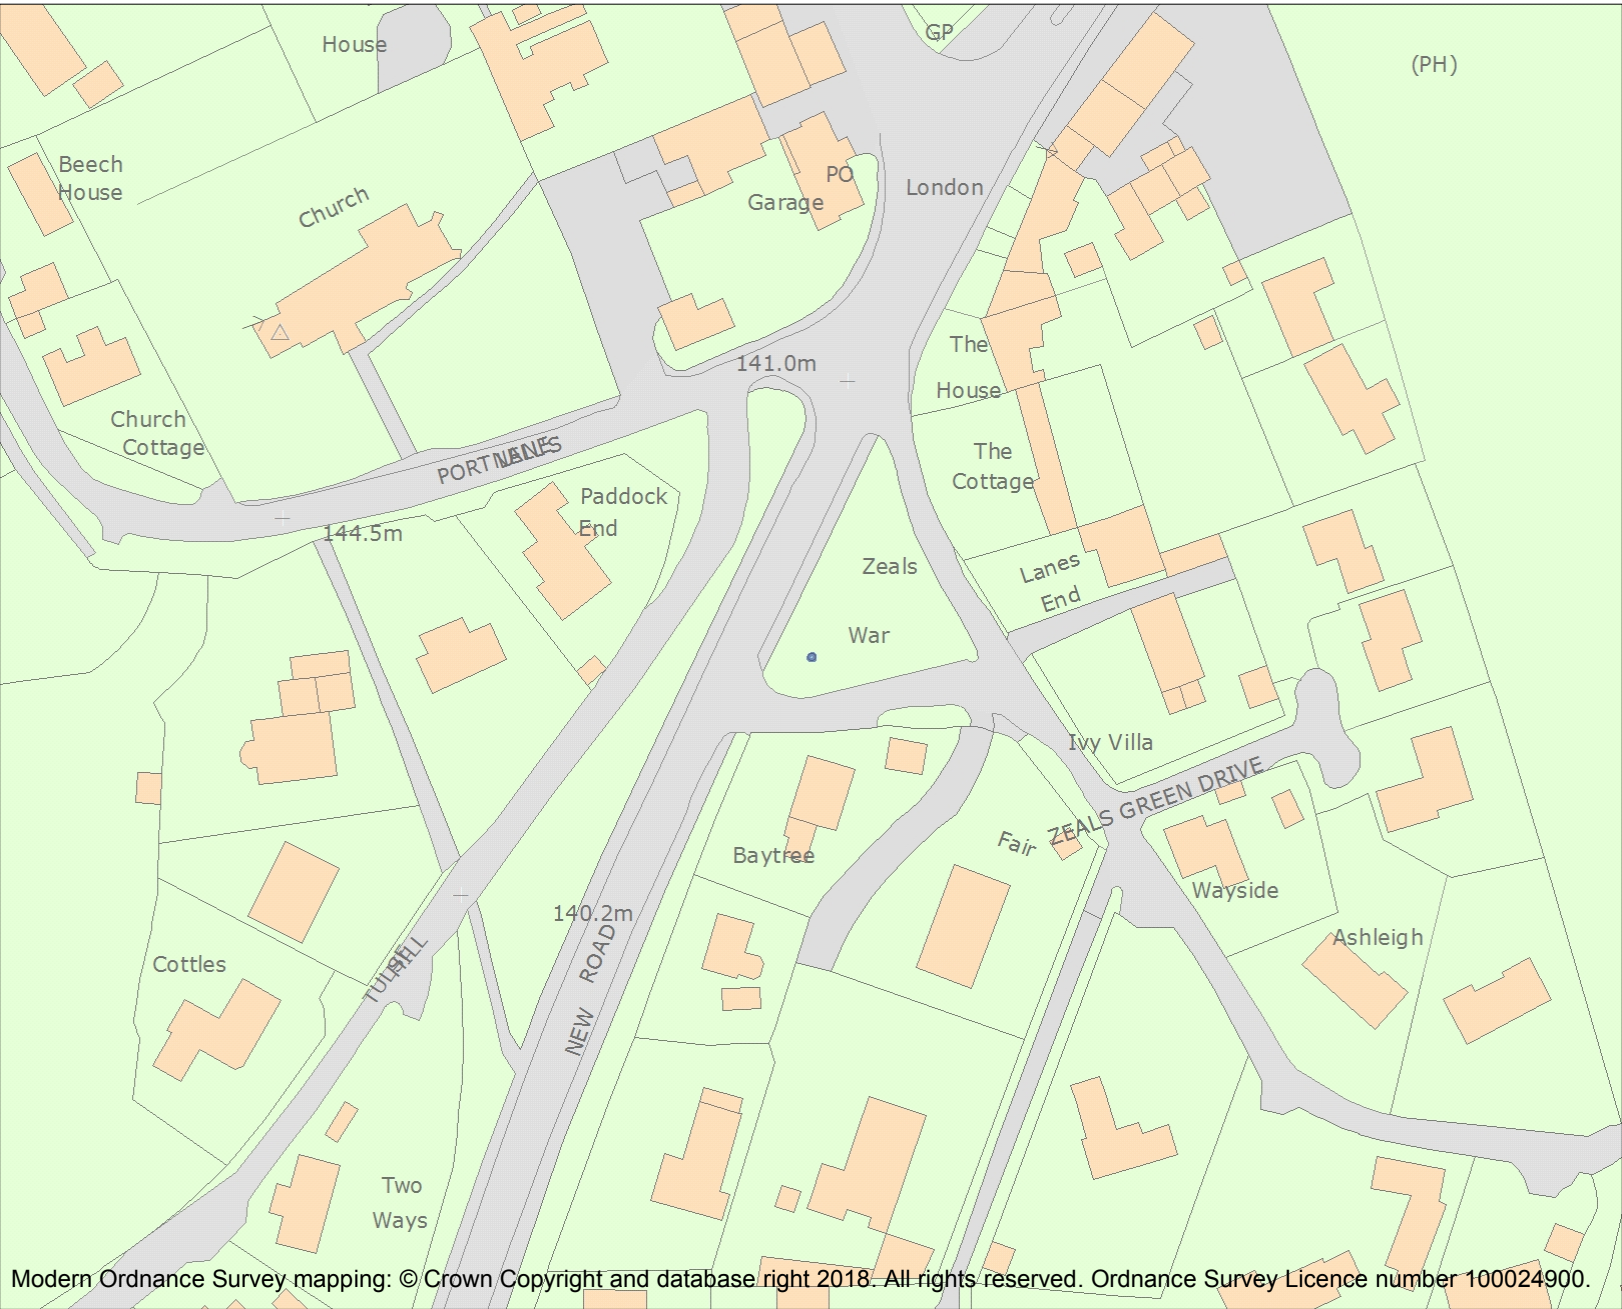 GP
House
(PH)
Beech
House
Church
PO
Garage
London
The
House
141.0m
Church
Cottage
PORTNELLS
LANE
The
Cottage
Paddock
End
144.5m
Zeals
Lanes
End
War
Ivy Villa
ZEALS GREEN DRIVE
Fair
Baytree
Wayside
140.2m
Ashleigh
NEW ROAD
Cottles
TULSE
HILL
Two
Ways
Modern Ordnance Survey mapping: © Crown Copyright and database right 2018. All rights reserved. Ordnance Survey Licence number 100024900.